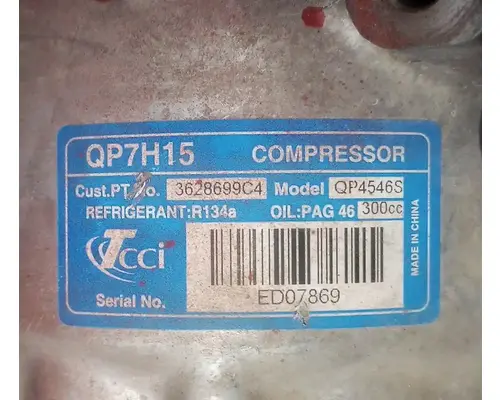 QP7H15 COMPRESSOR
Cust.PT No. 3628699C4 Model QP4546S
REFRIGERANT:R134a OIL:PAG 46 300cc
Tcci
Serial No. ED07869
MADE IN CHINA